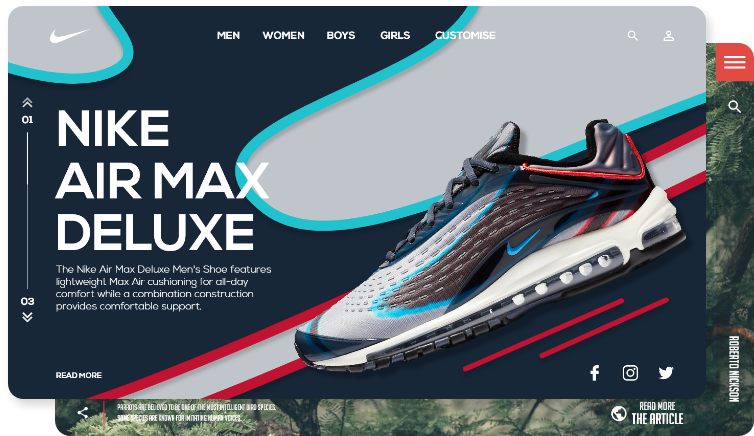 MEN WOMEN BOYS GIRLS CUSTOMISE
01
NIKE
AIR MAX
DELUXE
The Nike Air Max Deluxe Men's Shoe features
lightweight Max Air cushioning for all-day
comfort while a combination construction
provides comfortable support.
03
READ MORE
ROBERTO NICKSON
PARROTS ARE BELIEVED TO BE ONE OF THE MOST INTELLIGENT BIRD SPECIES.
SOME SPECIES ARE KNOWN FOR IMITATING HUMAN VOICES.
READ MORE
THE ARTICLE